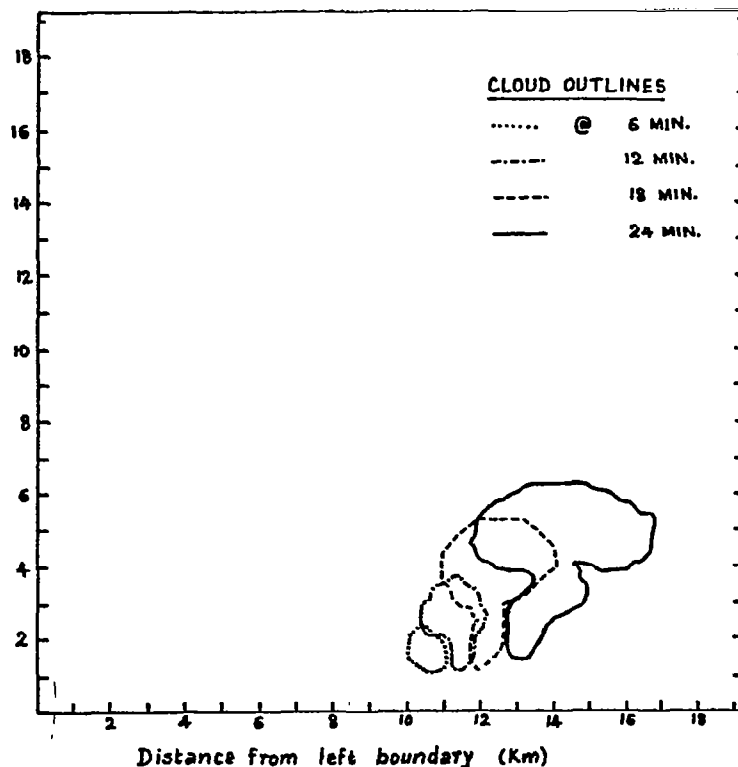 CLOUD OUTLINES
@ 6 MIN.
12 MIN.
18 MIN.
24 MIN.
18
16
14
12
10
8
6
4
2
2 4 6 8 10 12 14 16 18
Distance from left boundary (Km)